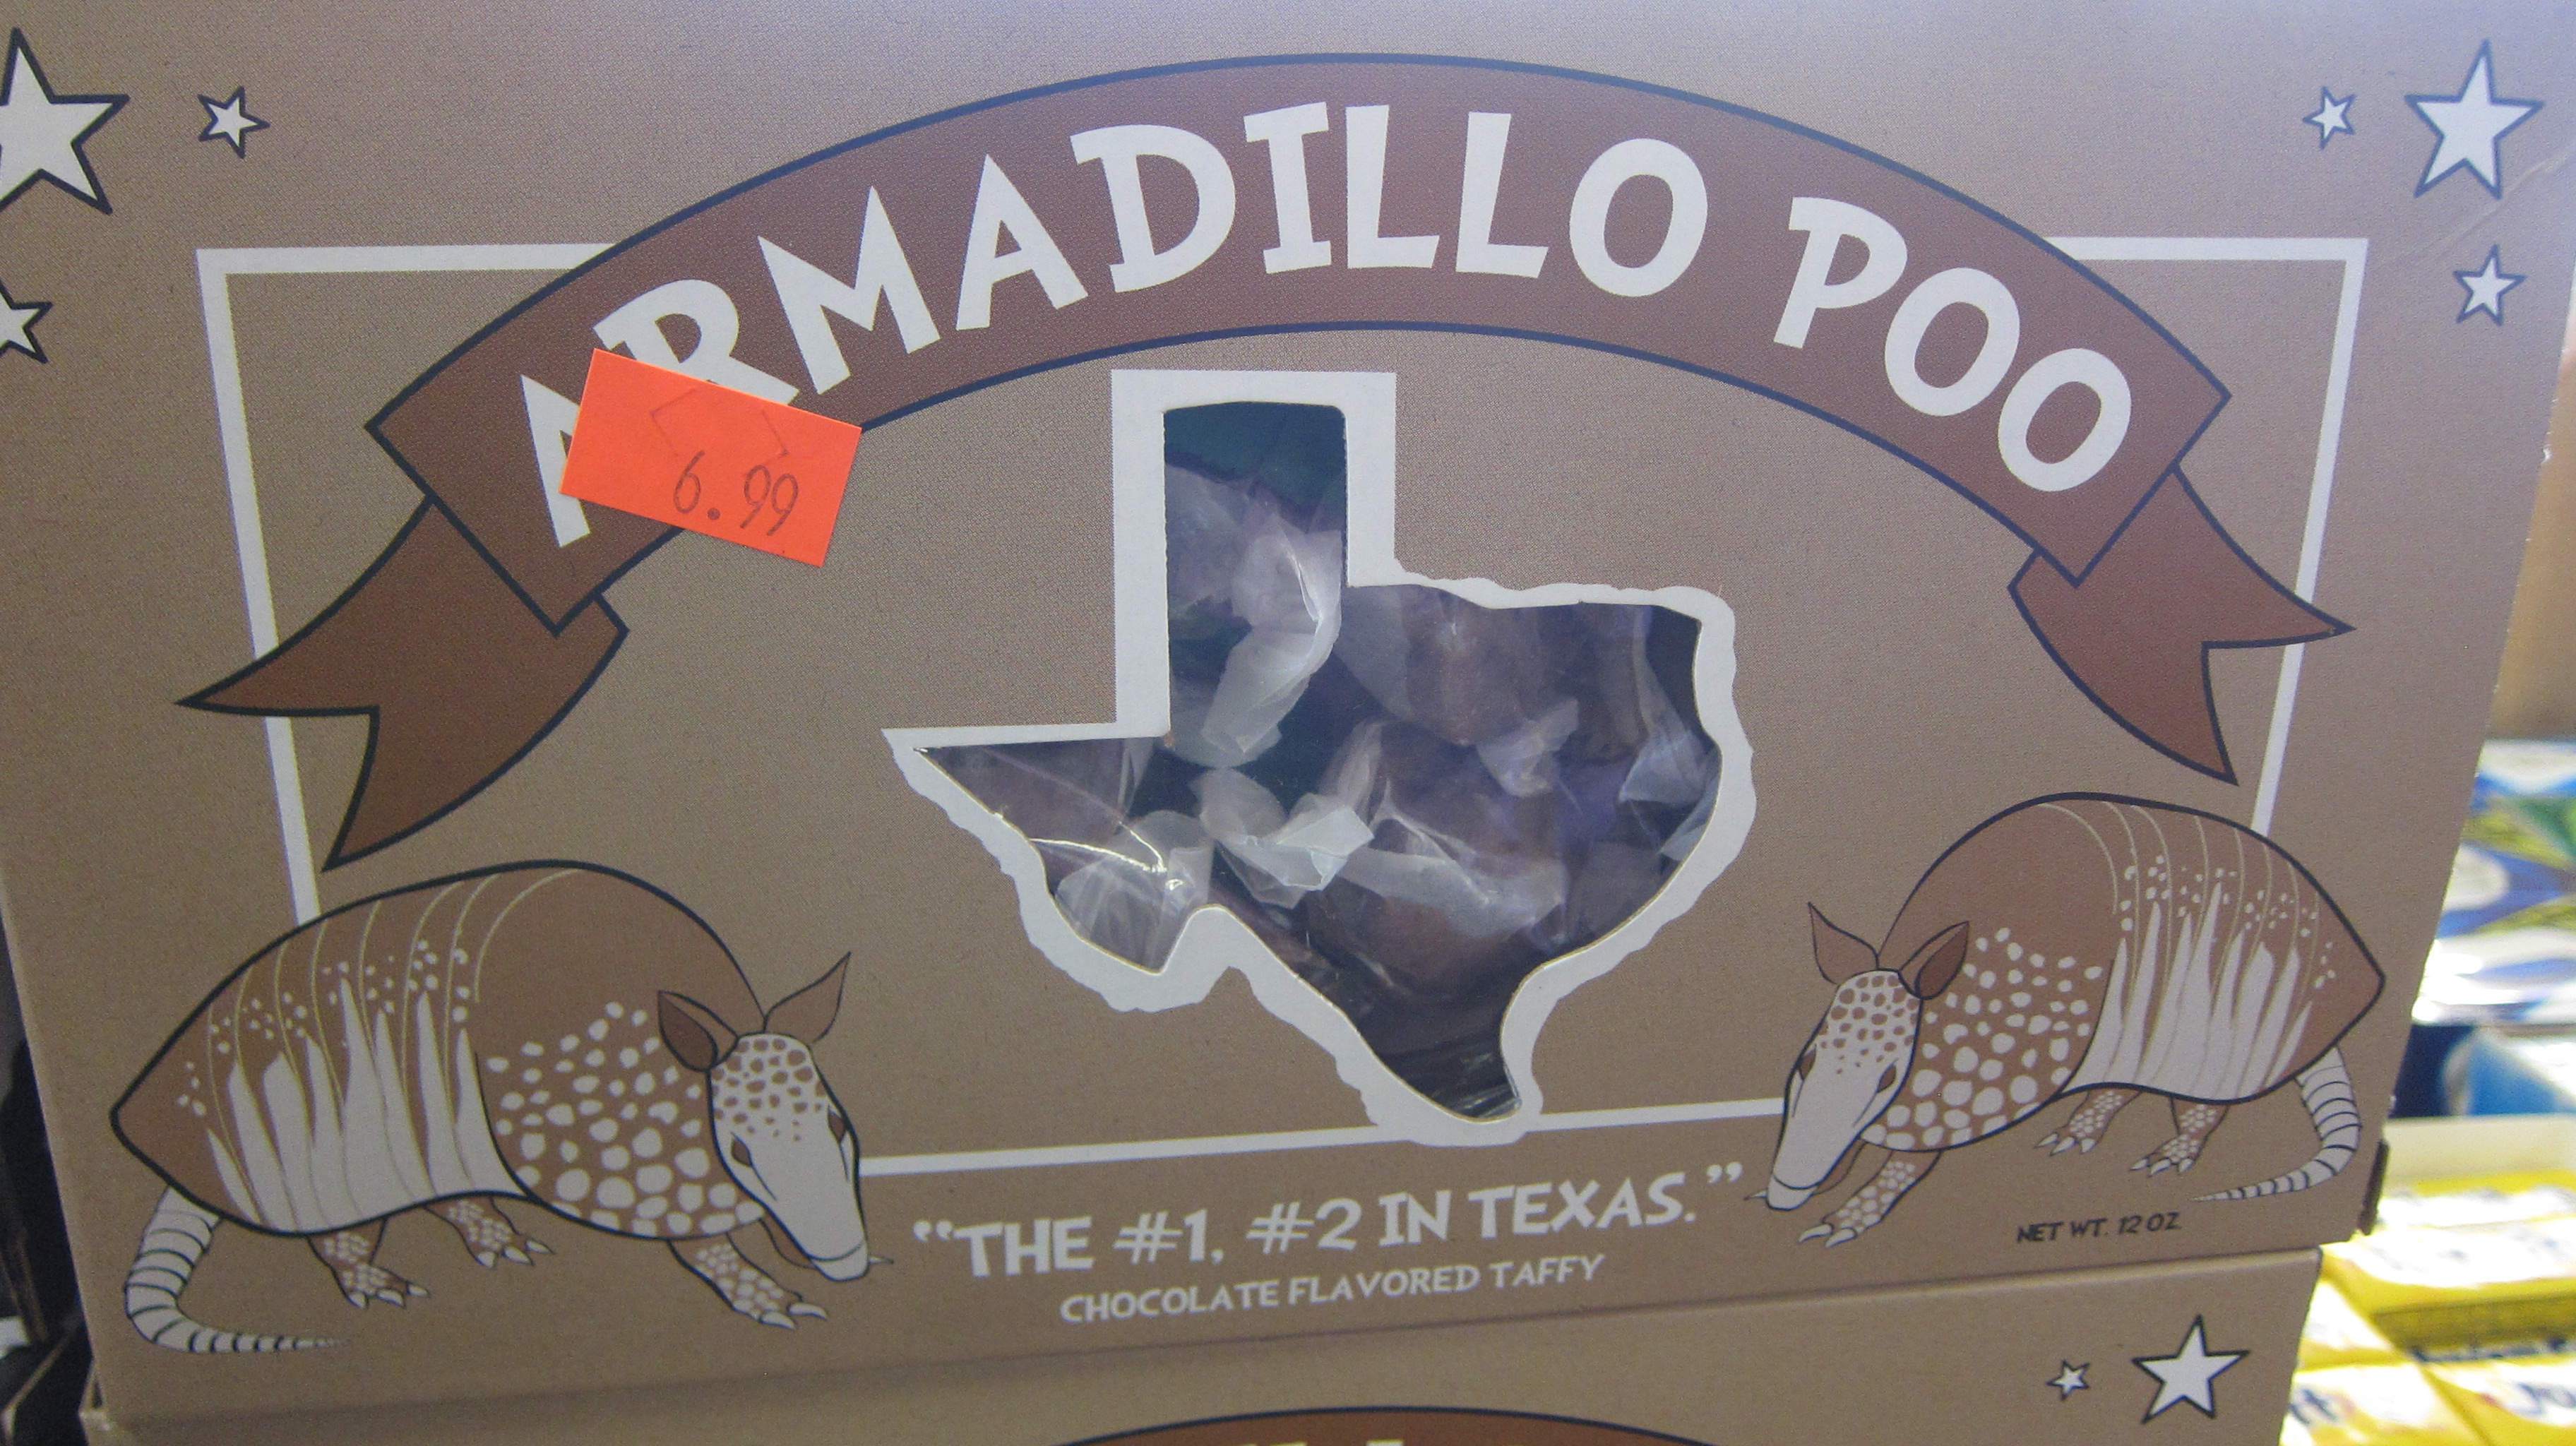 ARMADILLO POO
6.99
"THE #1, #2 IN TEXAS."
CHOCOLATE FLAVORED TAFFY
NET WT. 12 OZ.